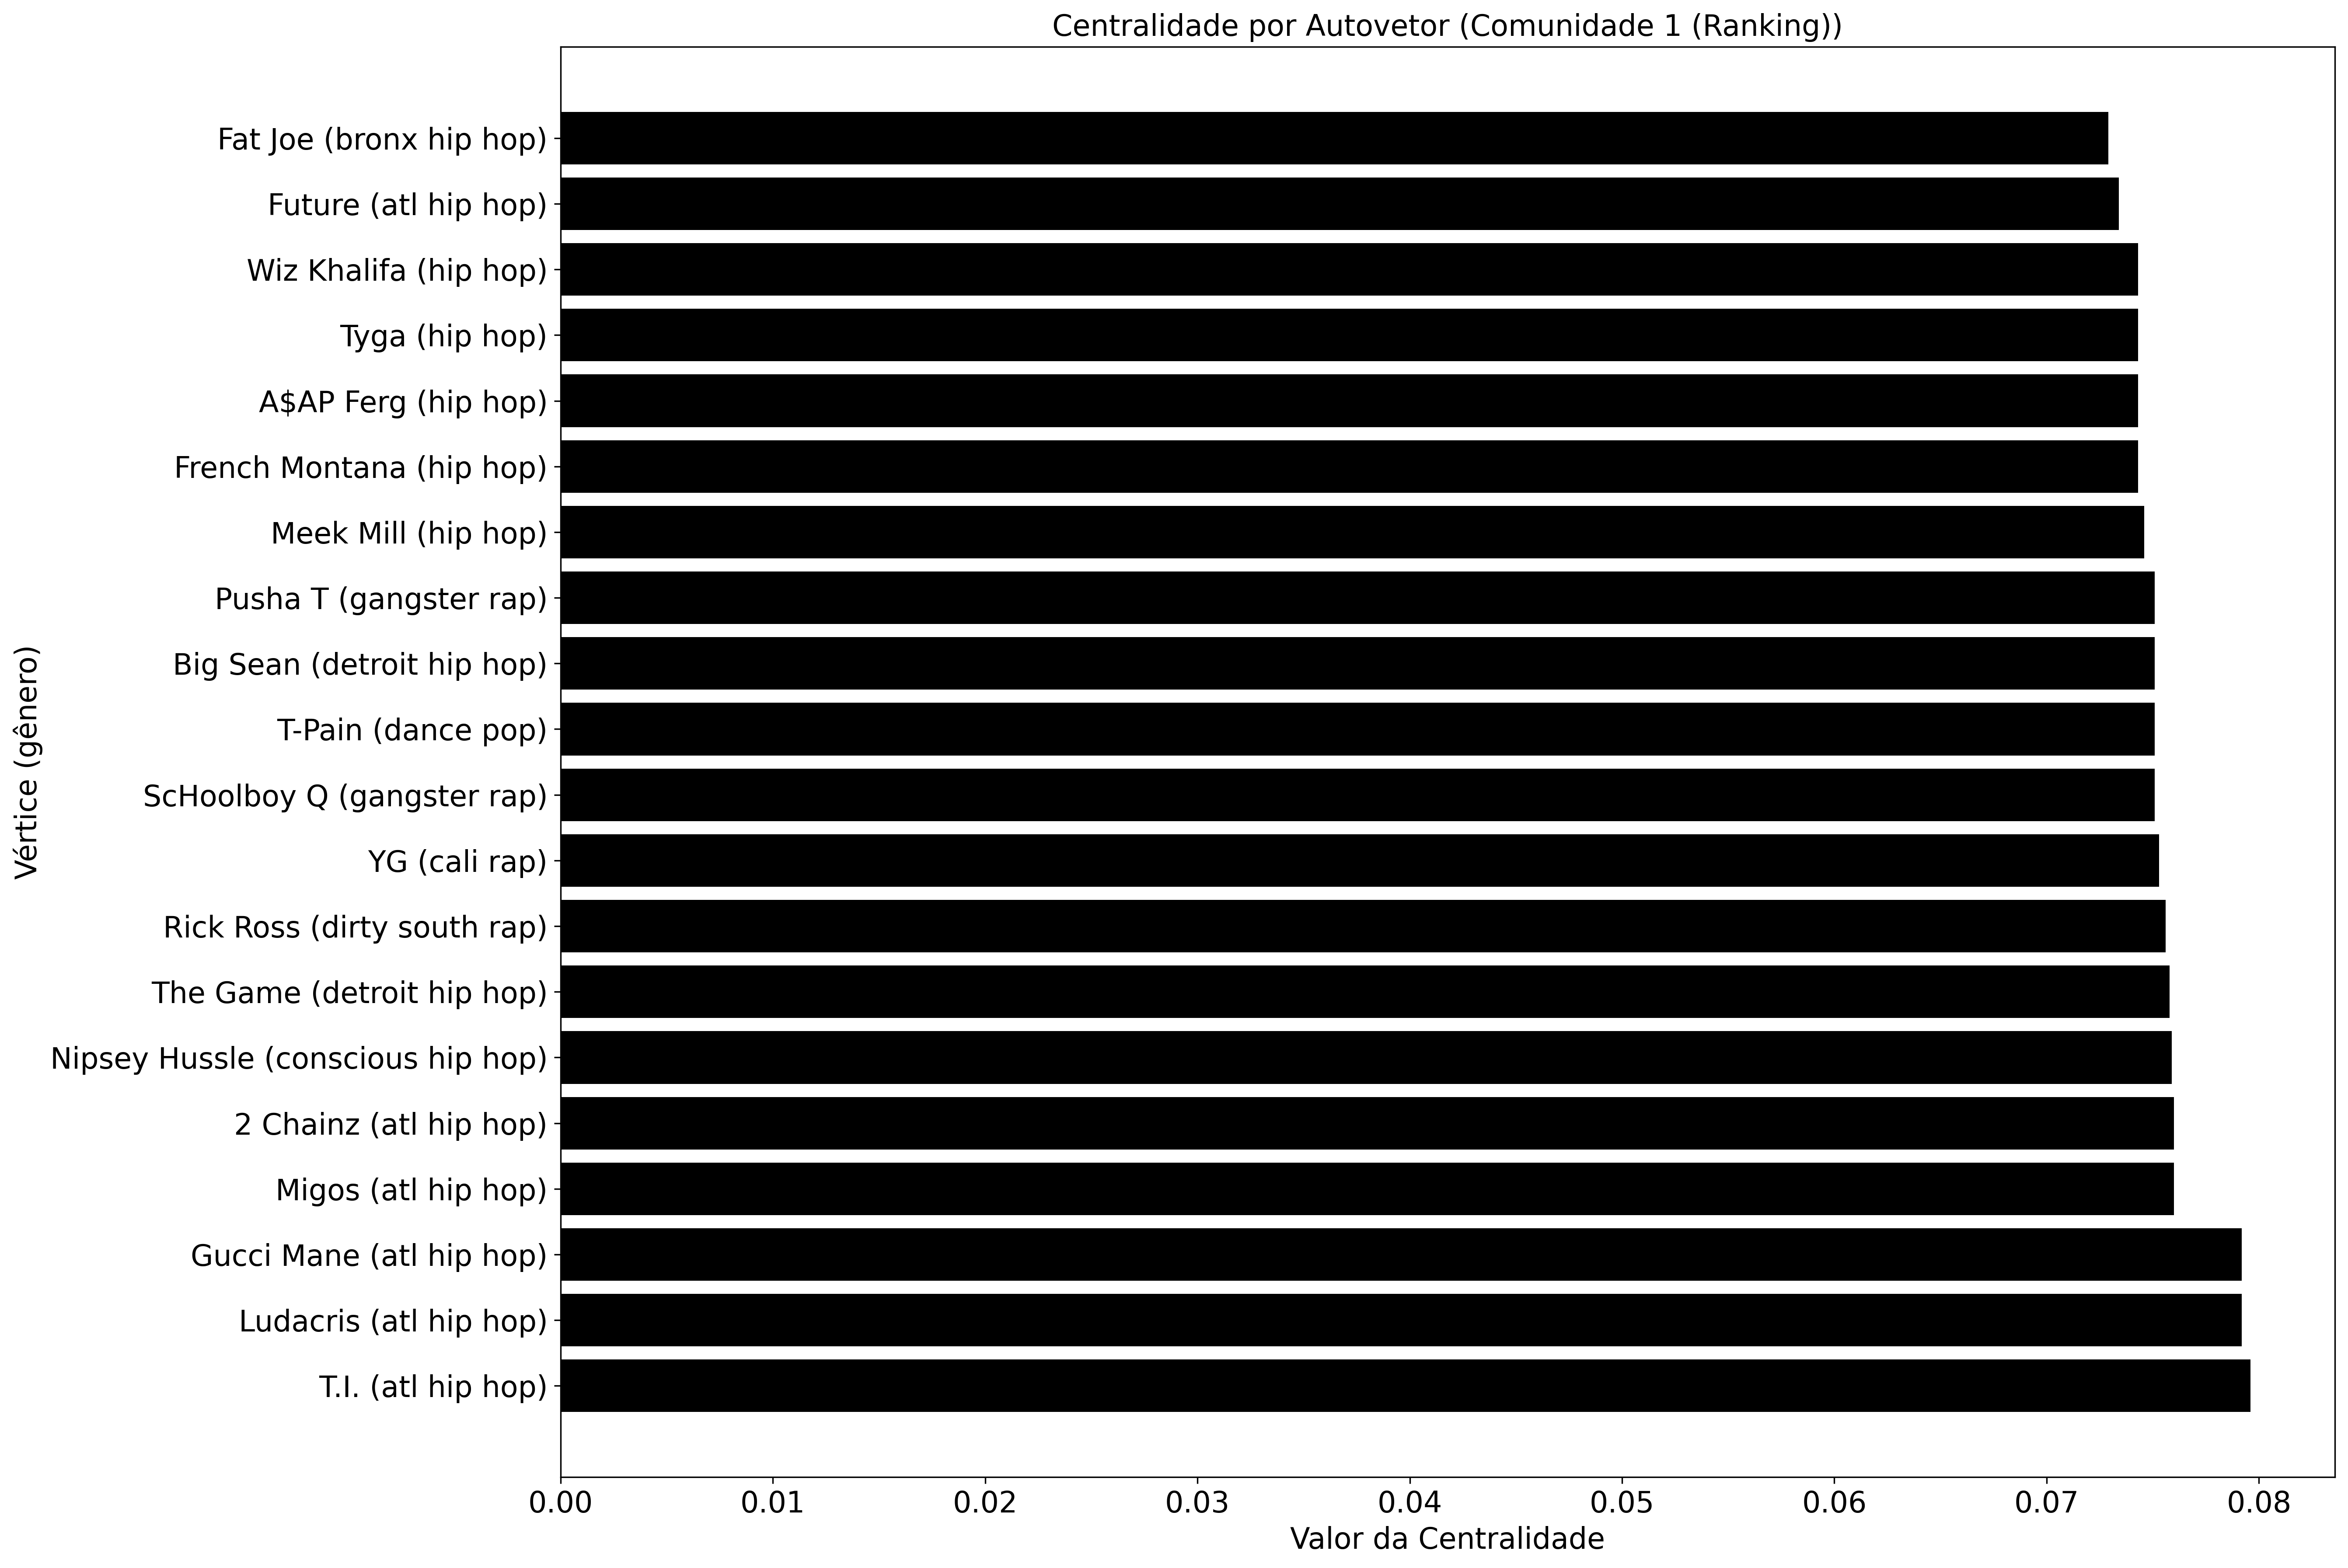 Centralidade por Autovetor (Comunidade 1 (Ranking))
Vértice (gênero)
Fat Joe (bronx hip hop)
Future (atl hip hop)
Wiz Khalifa (hip hop)
Tyga (hip hop)
A$AP Ferg (hip hop)
French Montana (hip hop)
Meek Mill (hip hop)
Pusha T (gangster rap)
Big Sean (detroit hip hop)
T-Pain (dance pop)
ScHoolboy Q (gangster rap)
YG (cali rap)
Rick Ross (dirty south rap)
The Game (detroit hip hop)
Nipsey Hussle (conscious hip hop)
2 Chainz (atl hip hop)
Migos (atl hip hop)
Gucci Mane (atl hip hop)
Ludacris (atl hip hop)
T.I. (atl hip hop)
0.00 0.01 0.02 0.03 0.04 0.05 0.06 0.07 0.08
Valor da Centralidade